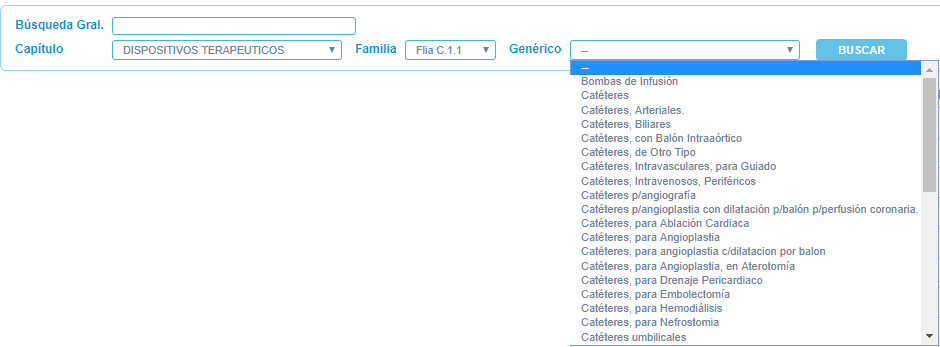 Búsqueda Gral.
Capítulo DISPOSITIVOS TERAPEUTICOS Familia Flia C.1.1 Genérico -- BUSCAR
--
Bombas de Infusión
Catéteres
Catéteres, Arteriales.
Catéteres, Biliares
Catéteres, con Balón Intraaórtico
Catéteres, de Otro Tipo
Catéteres, Intravasculares, para Guiado
Catéteres, Intravenosos, Periféricos
Catéteres p/angiografía
Catéteres p/angioplastia con dilatación p/balón p/perfusión coronaria.
Catéteres, para Ablación Cardiaca
Catéteres, para Angioplastia
Catéteres, para angioplastia c/dilatacion por balon
Catéteres, para Angioplastia, en Aterotomía
Catéteres, para Drenaje Pericardiaco
Catéteres, para Embolectomía
Catéteres, para Hemodiálisis
Catéteres, para Nefrostomia
Catéteres umbilicales